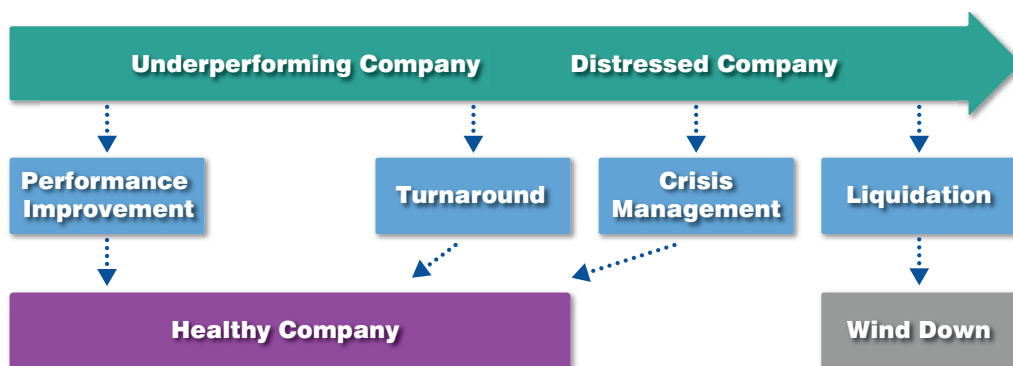 Underperforming Company Distressed Company
Performance
Improvement
Turnaround
Crisis
Management
Liquidation
Healthy Company
Wind Down